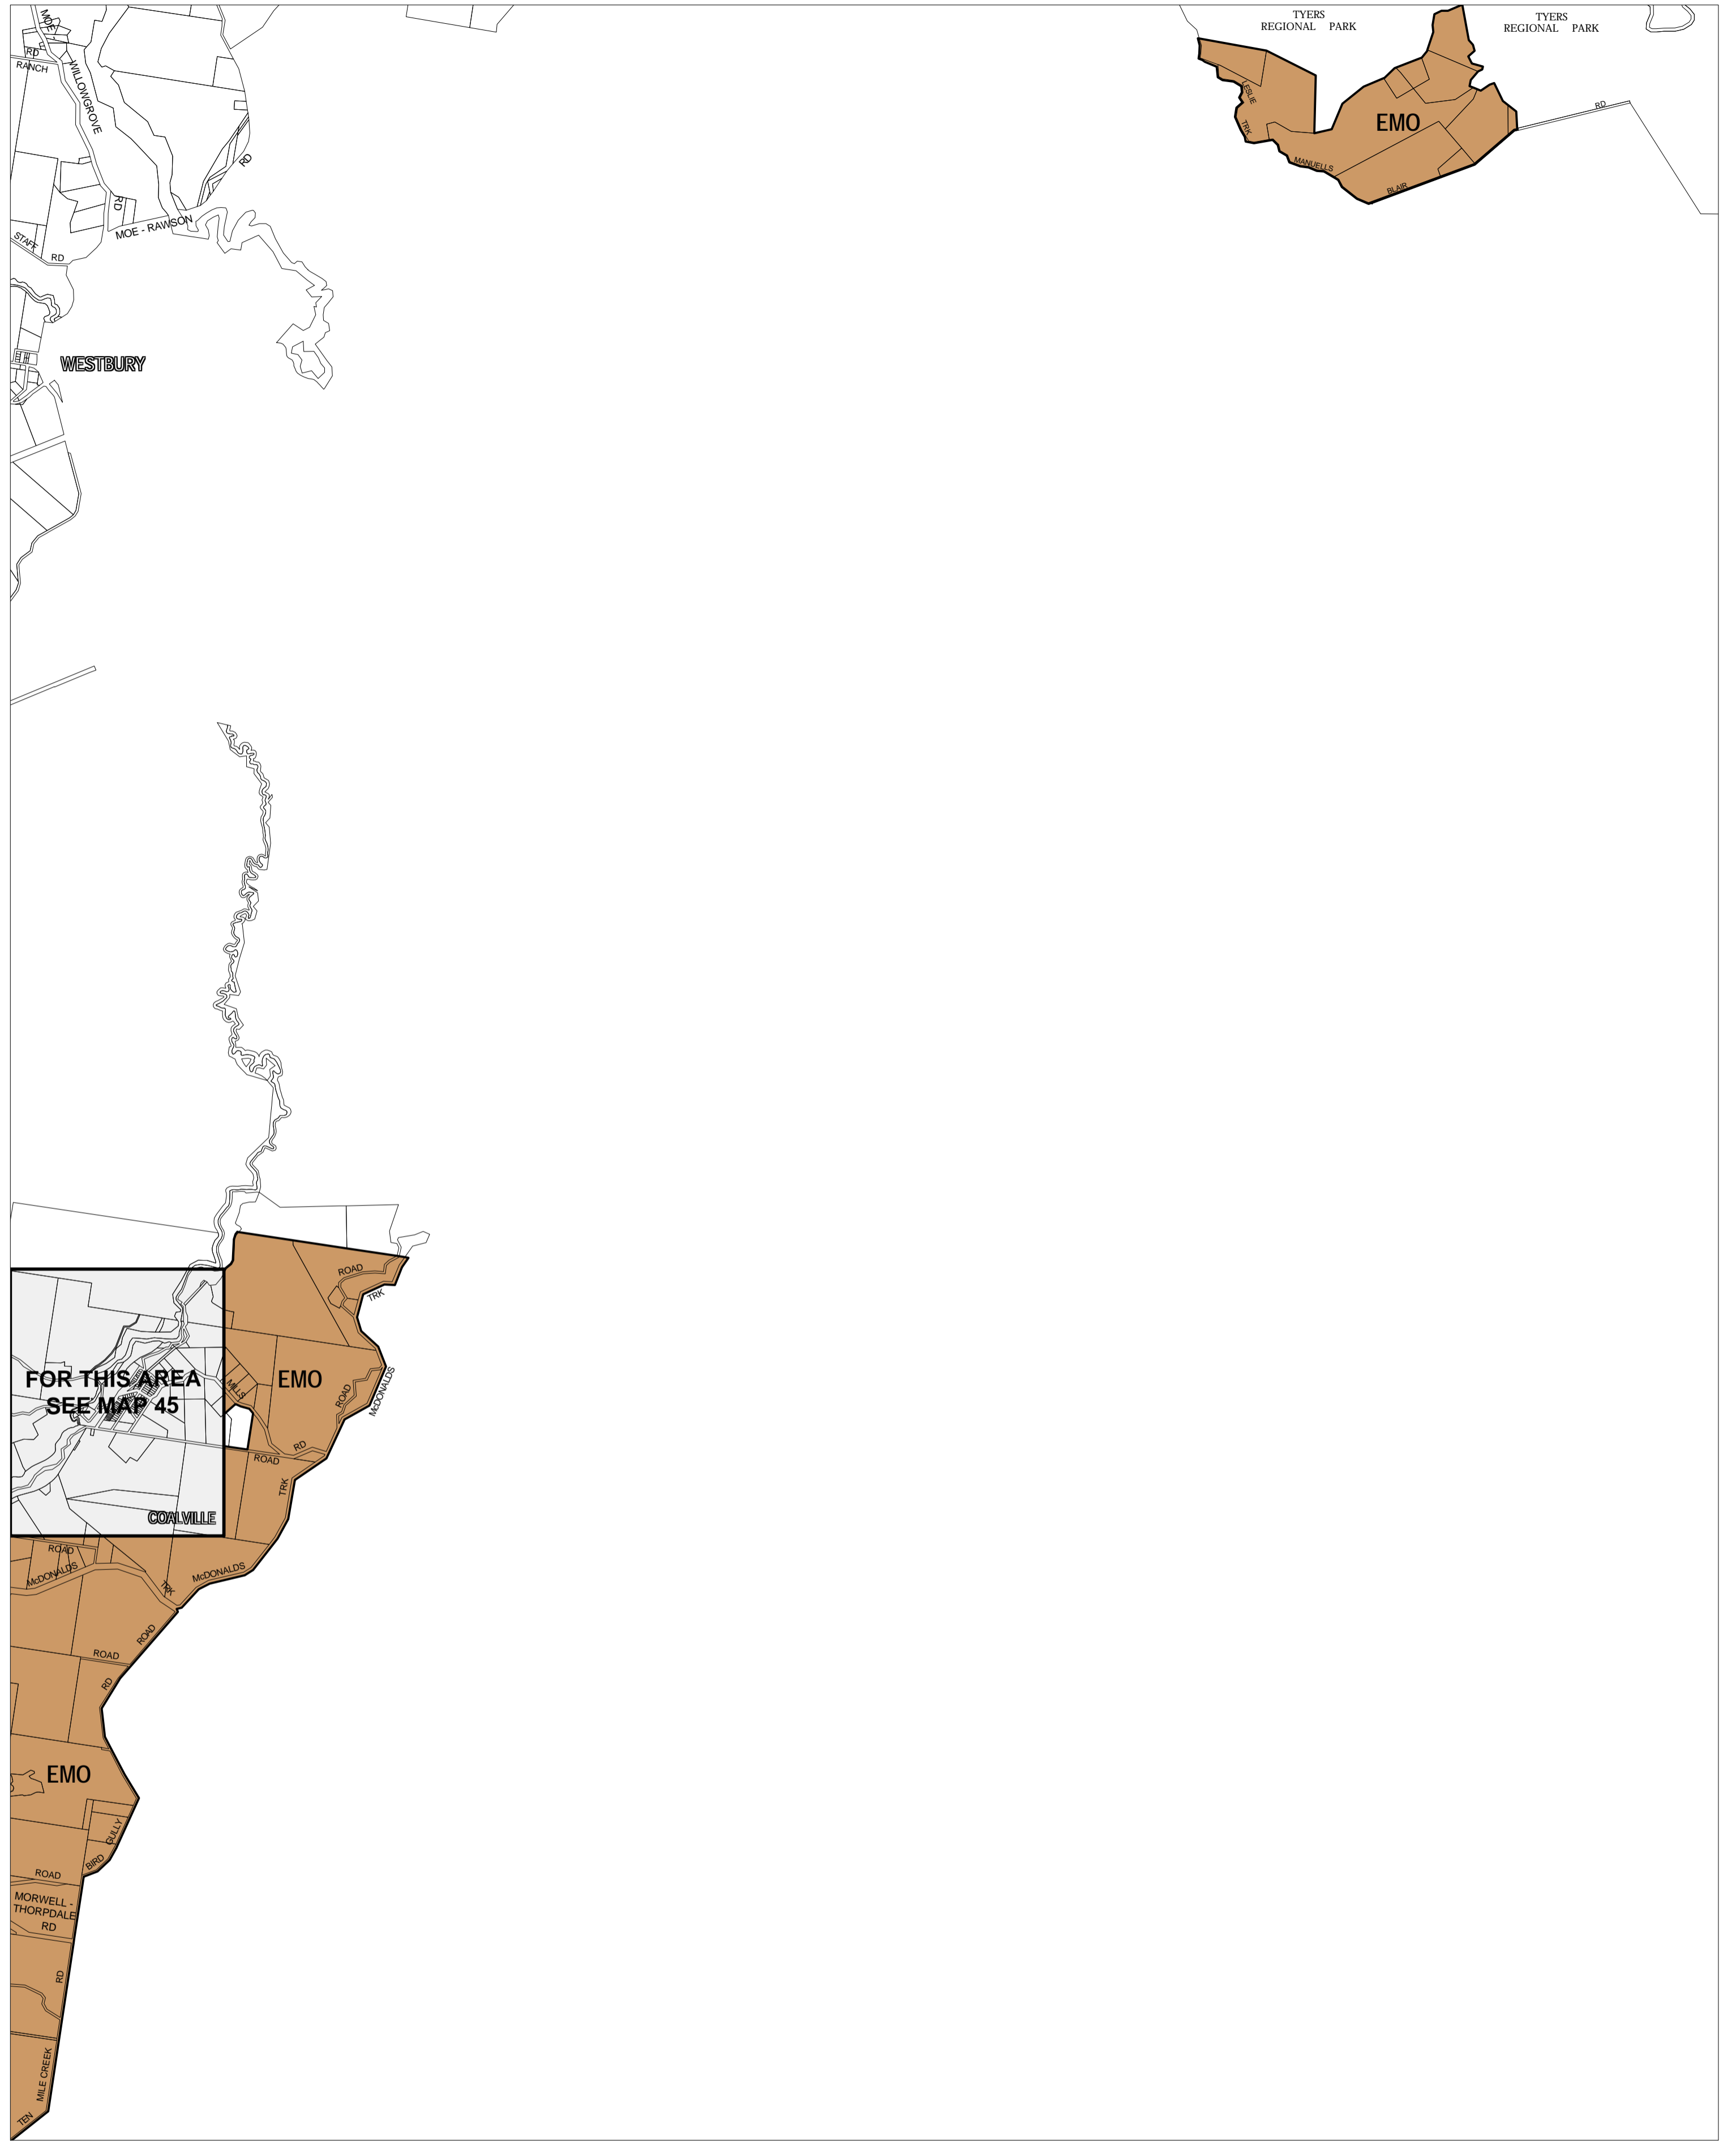 TYERS
REGIONAL PARK
TYERS
REGIONAL PARK
MOE -
RD
RANCH
WILLOWGROVE
RD
RD
MOE - RAWSON
STAFF
RD
LESLIE
TRK
EMO
RD
MANUELLS
BLAIR
WESTBURY
ROAD
TRK
FOR THIS AREA
SEE MAP 45
MILLS
EMO
ROAD
McDONALDS
RD
ROAD
TRK
COALVILLE
ROAD
McDONALDS
TRK
McDONALDS
ROAD
ROAD
RD
EMO
GULLY
BIRD
ROAD
MORWELL -
THORPDALE
RD
RD
MILE CREEK
TEN